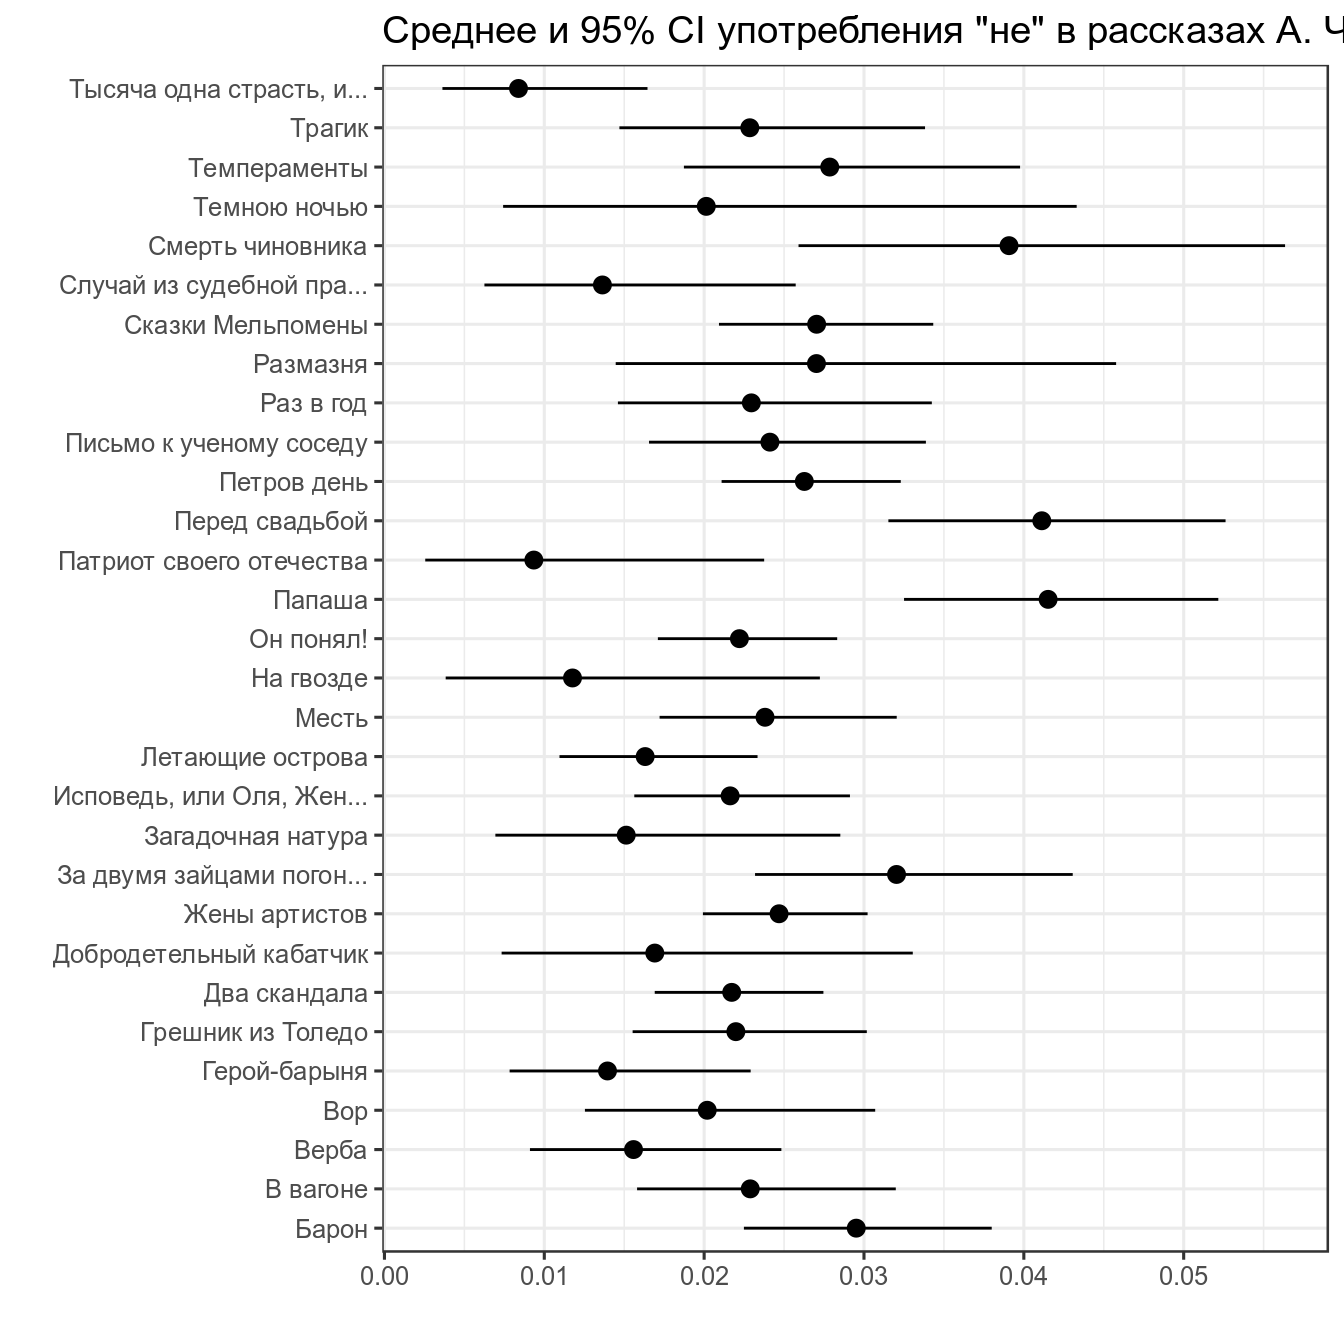 Среднее и 95% CI употребления "не" в рассказах А. Ч
Тысяча одна страсть, и...
Трагик
Темпераменты
Темною ночью
Смерть чиновника
Случай из судебной пра...
Сказки Мельпомены
Размазня
Раз в год
Письмо к ученому соседу
Петров день
Перед свадьбой
Патриот своего отечества
Папаша
Он понял!
На гвозде
Месть
Летающие острова
Исповедь, или Оля, Жен...
Загадочная натура
За двумя зайцами погон...
Жены артистов
Добродетельный кабатчик
Два скандала
Грешник из Толедо
Герой-барыня
Вор
Верба
В вагоне
Барон
0.00 0.01 0.02 0.03 0.04 0.05